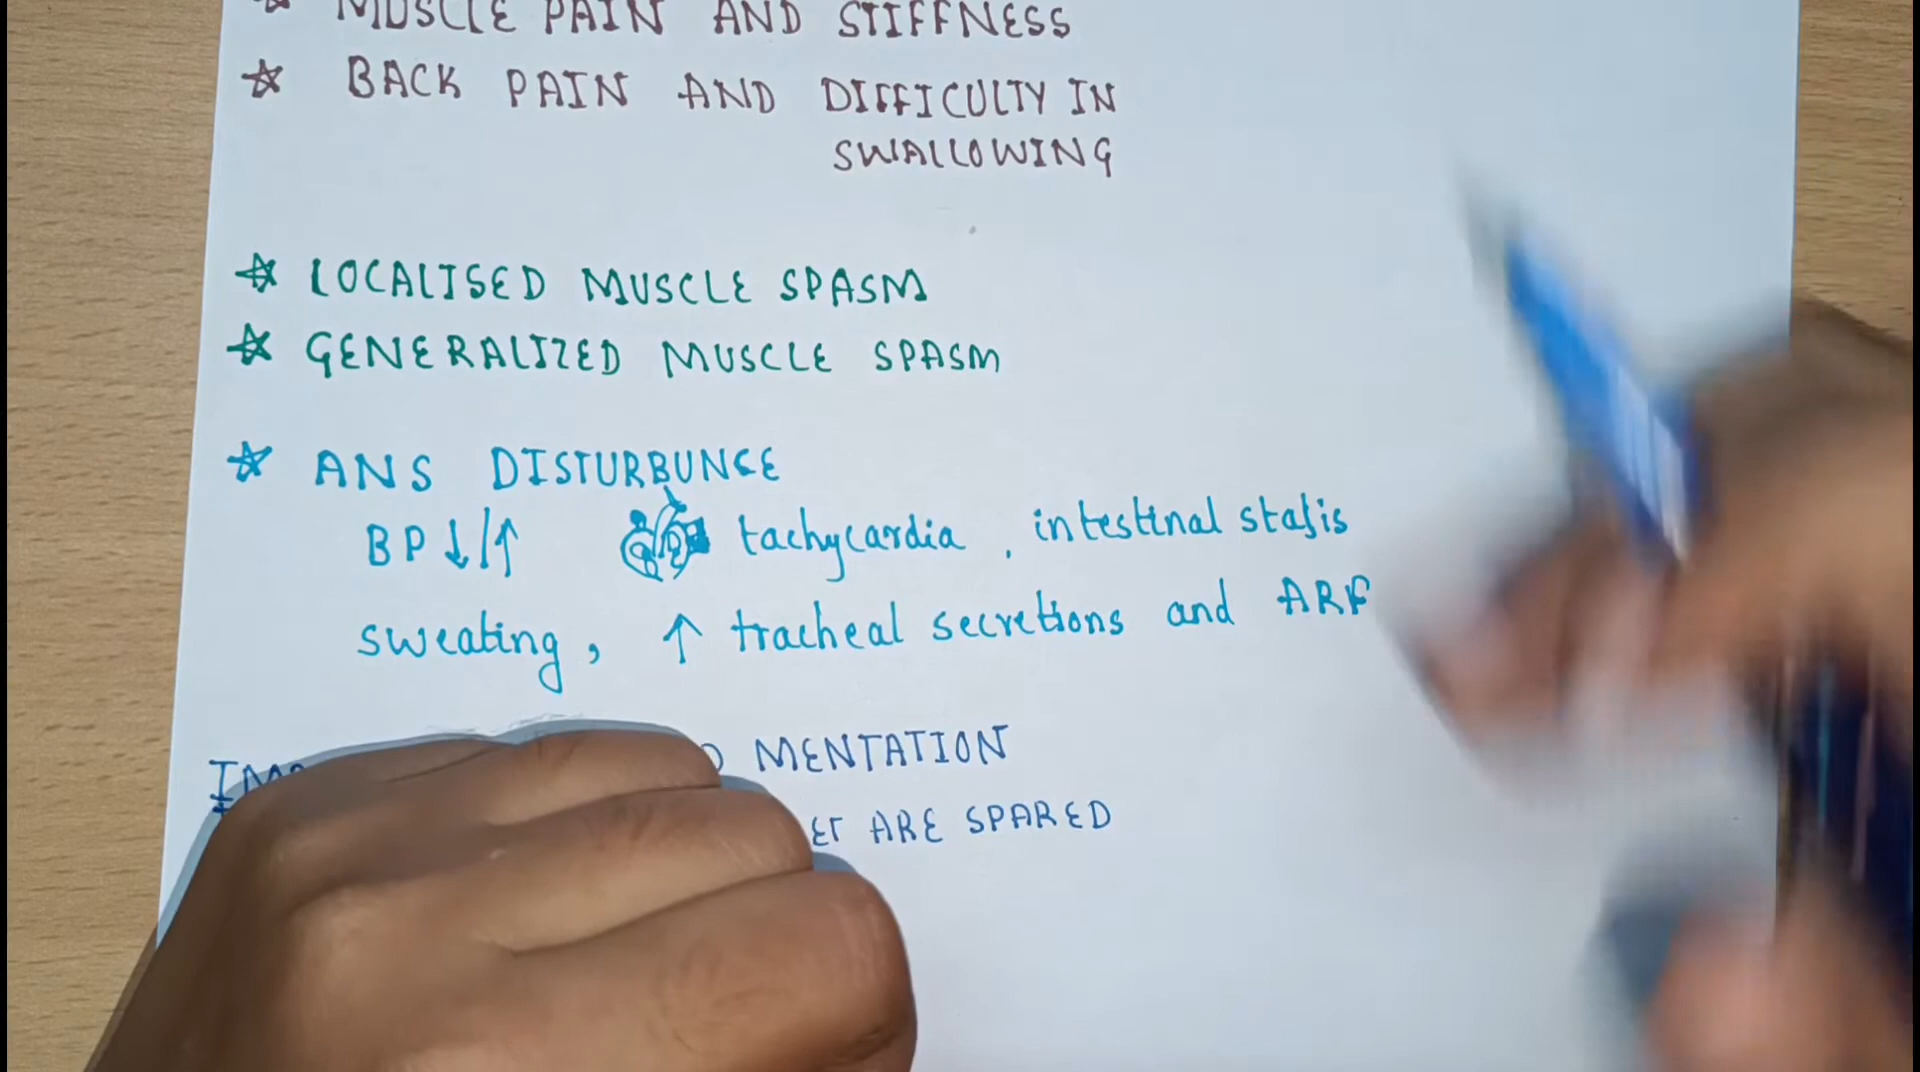 MUSCLE PAIN AND STIFFNESS
BACK PAIN AND DIFFICULTY IN
SWALLOWING
LOCALISED MUSCLE SPASM
GENERALIZED MUSCLE SPASM
ANS DISTURBUNCE
BP ↓/↑ tachycardia, intestinal stasis
sweating, ↑ tracheal secretions and ARF
MENTATION
ARE SPARED